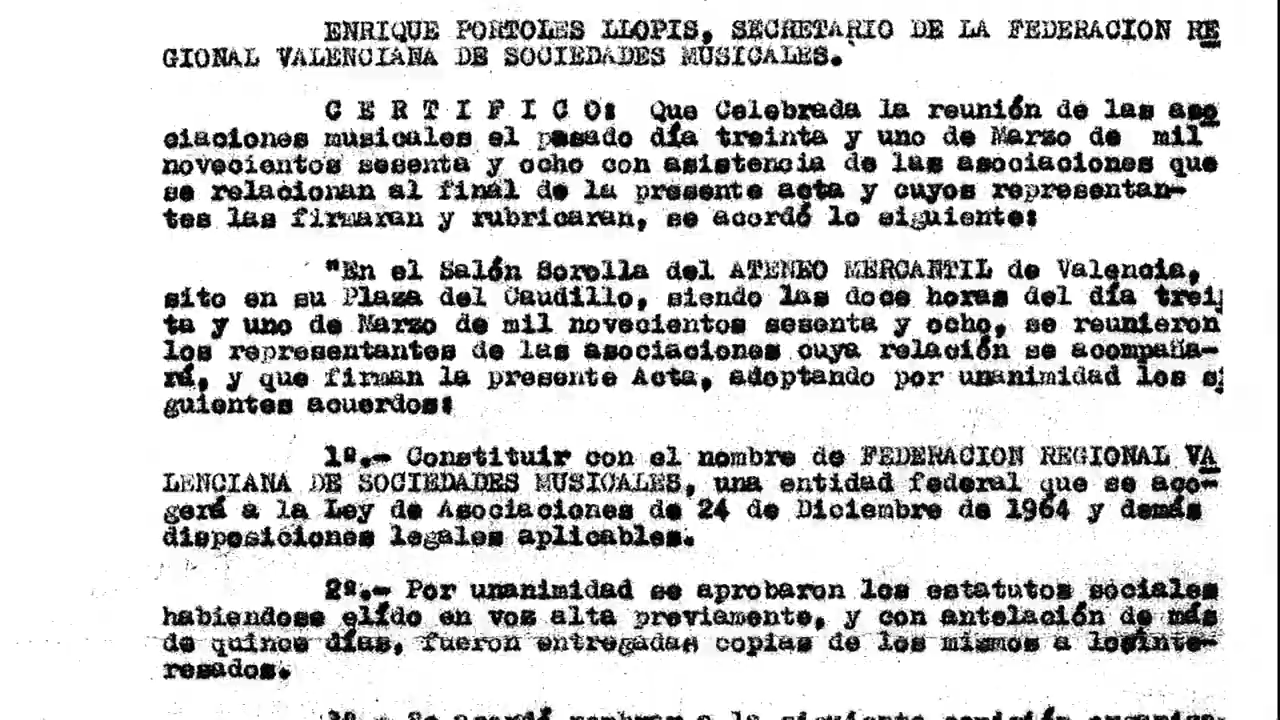 ENRIQUE PORTOLES LLOPIS, SECRETARIO DE LA FEDERACION RE
GIONAL VALENCIANA DE SOCIEDADES MUSICALES.
C E R T I F I C O: Que Celebrada la reunión de las aso
ciaciones musicales el pasado día treinta y uno de Marzo de mil
novecientos sesenta y ocho con asistencia de las asociaciones que
se relacionan al final de la presente acta y cuyos representan-
tes las firmaran y rubricaran, se acordó lo siguiente:
"En el Salón Sorolla del ATENEO MERCANTIL de Valencia,
sito en su Plaza del Caudillo, siendo las doce horas del día trein
ta y uno de Marzo de mil novecientos sesenta y ocho, se reunieron
los representantes de las asociaciones cuya relación se acompaña-
rá, y que firman la presente Acta, adoptando por unanimidad los si
guientes acuerdos:
1º.- Constituir con el nombre de FEDERACION REGIONAL VA
LENCIANA DE SOCIEDADES MUSICALES, una entidad federal que se aco-
gerá a la Ley de Asociaciones de 24 de Diciembre de 1964 y demás
disposiciones legales aplicables.
2º.- Por unanimidad se aprobaron los estatutos sociales
habiendose elído en voz alta previamente, y con antelación de más
de quince días, fueron entregadas copias de los mismos a losinte-
resados.
3º.- Se acordó nombrar a la siguiente comisión